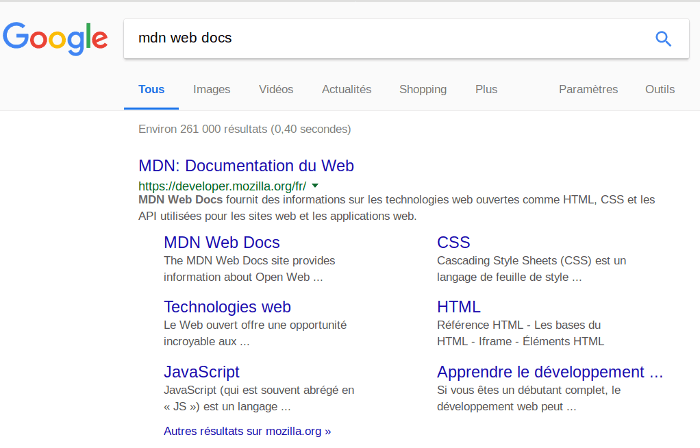 Google
mdn web docs
Tous Images Vidéos Actualités Shopping Plus Paramètres Outils
Environ 261 000 résultats (0,40 secondes)
MDN: Documentation du Web
https://developer.mozilla.org/fr/
MDN Web Docs fournit des informations sur les technologies web ouvertes comme HTML, CSS et les
API utilisées pour les sites web et les applications web.
MDN Web Docs
The MDN Web Docs site provides
information about Open Web ...
CSS
Cascading Style Sheets (CSS) est un
langage de feuille de style ...
Technologies web
Le Web ouvert offre une opportunité
incroyable aux ...
HTML
Référence HTML - Les bases du
HTML - Iframe - Éléments HTML
JavaScript
JavaScript (qui est souvent abrégé en
« JS ») est un langage ...
Apprendre le développement ...
Si vous êtes un débutant complet, le
développement web peut ...
Autres résultats sur mozilla.org »